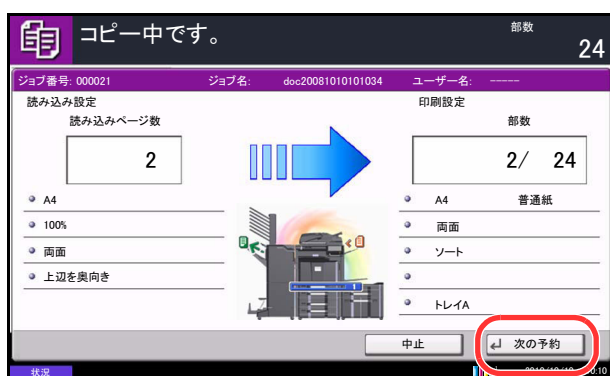 コピー中です。
部数
24
ジョブ番号: 000021 ジョブ名: doc20081010101034 ユーザー名: -----
読み込み設定
読み込みページ数
2
A4
100%
両面
上辺を奥向き
印刷設定
部数
2/ 24
A4 普通紙
両面
ソート
トレイA
中止
次の予約
状況